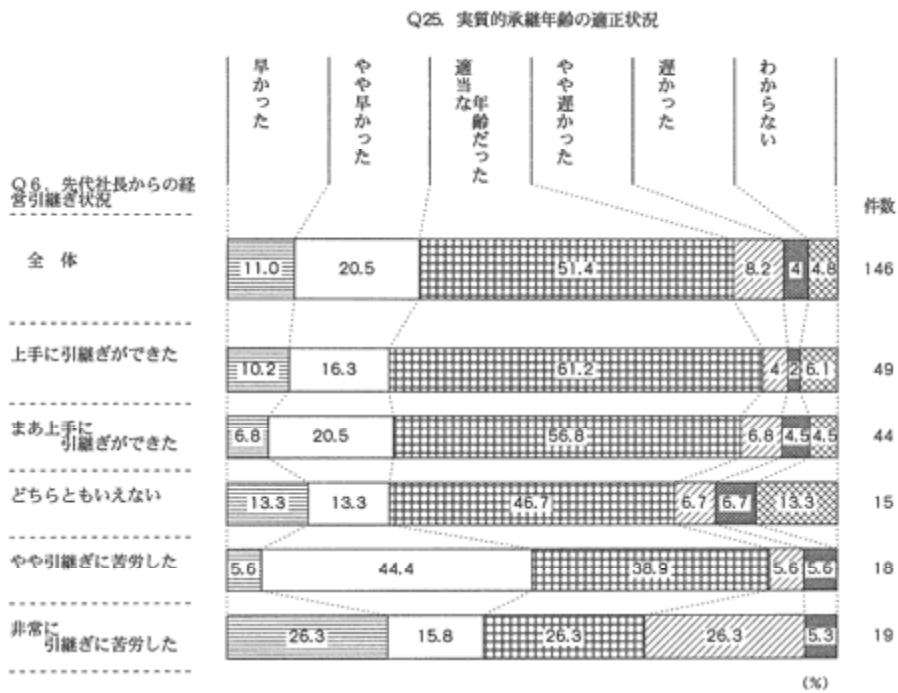 Q25. 実質的承継年齢の適正状況
早かった
やや早かった
適当な
年齢だった
やや遅かった
遅かった
わからない
Q6. 先代社長からの経
営引継ぎ状況
件数
全 体
11.0 20.5 51.4 8.2 4 4.8 146
上手に引継ぎができた
10.2 16.3 61.2 4 2 6.1 49
まあ上手に
引継ぎができた
6.8 20.5 56.8 6.8 4.5 4.5 44
どちらともいえない
13.3 13.3 46.7 6.7 6.7 13.3 15
やや引継ぎに苦労した
5.6 44.4 38.9 5.6 5.6 18
非常に
引継ぎに苦労した
26.3 15.8 26.3 26.3 5.3 19
(%)